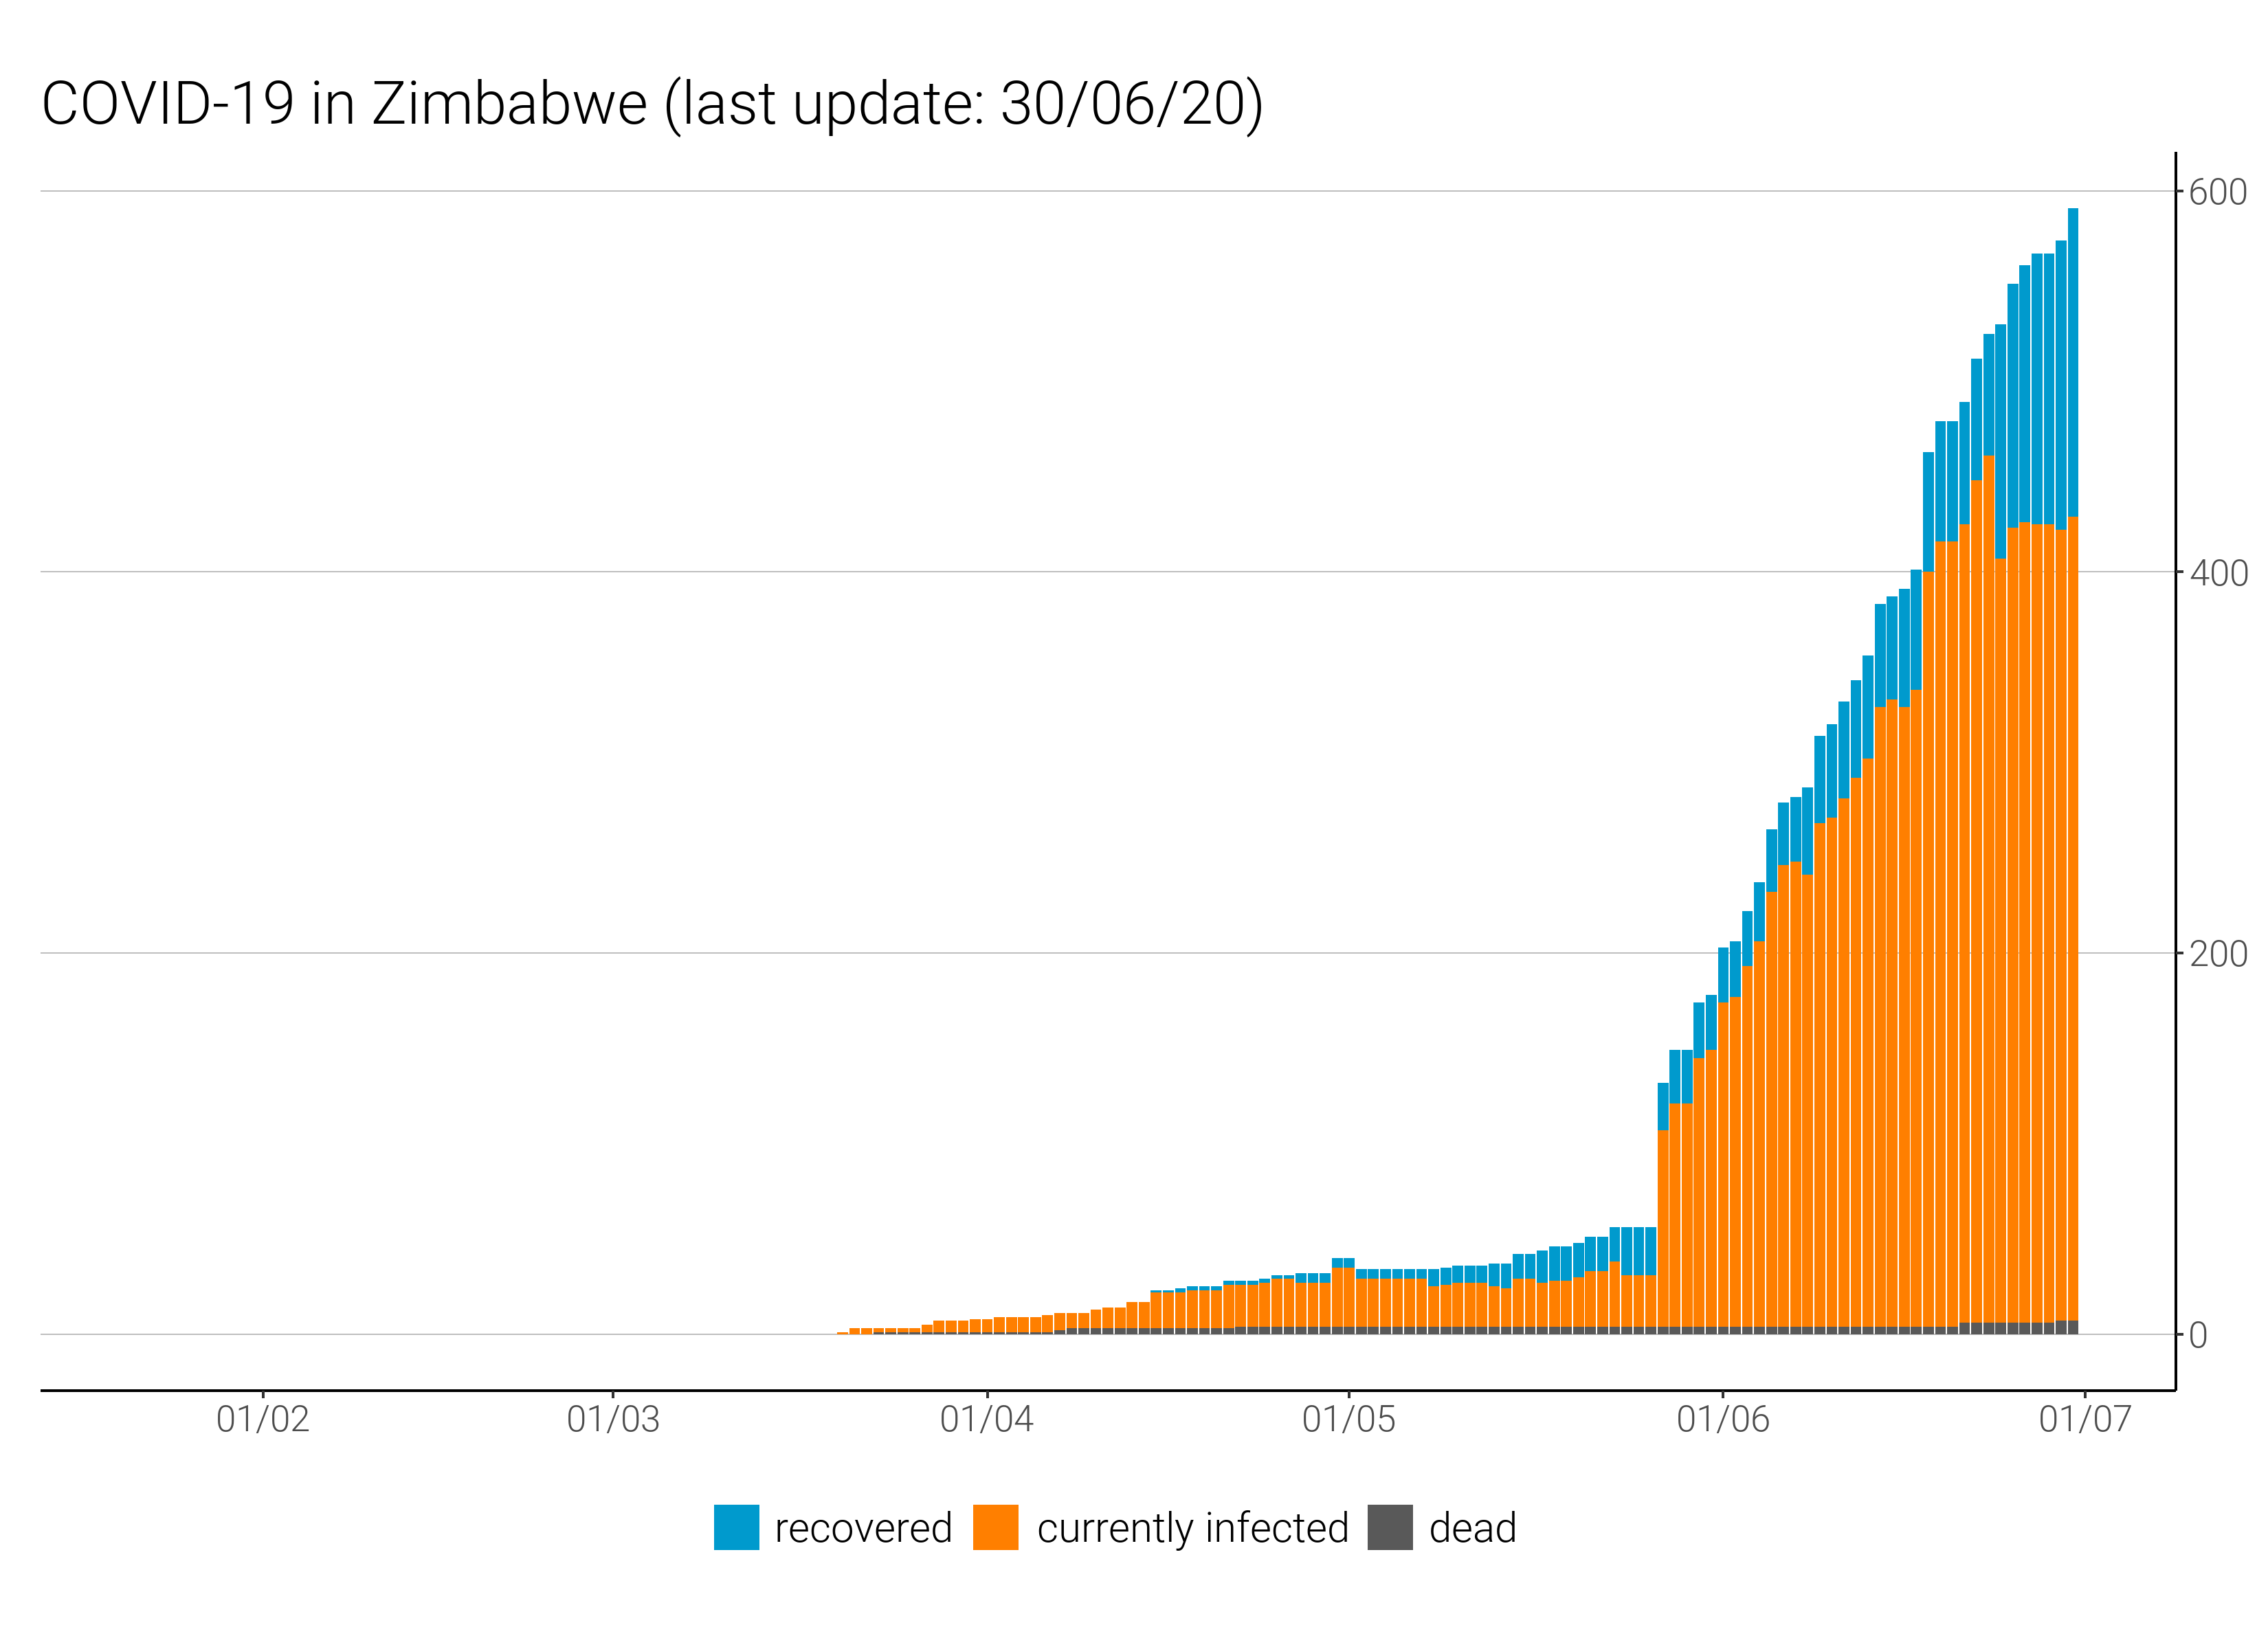 COVID-19 in Zimbabwe (last update: 30/06/20)
600
400
200
0
01/02 01/03 01/04 01/05 01/06 01/07
recovered currently infected dead